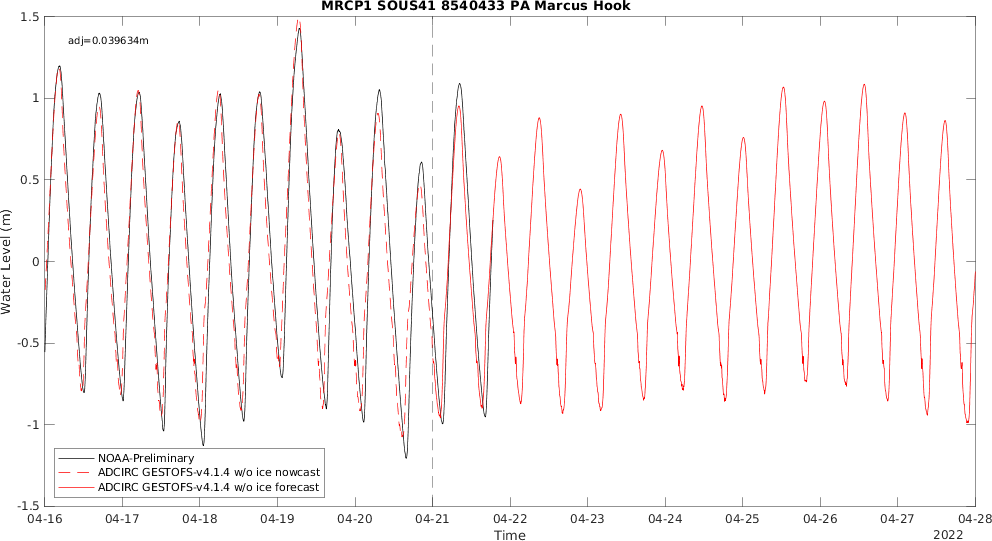 MRCP1 SOUS41 8540433 PA Marcus Hook
adj=0.039634m
1.5
1
0.5
0
-0.5
-1
-1.5
Water Level (m)
NOAA-Preliminary
ADCIRC GESTOFS-v4.1.4 w/o ice nowcast
ADCIRC GESTOFS-v4.1.4 w/o ice forecast
04-16 04-17 04-18 04-19 04-20 04-21 04-22 04-23 04-24 04-25 04-26 04-27 04-28
Time
2022